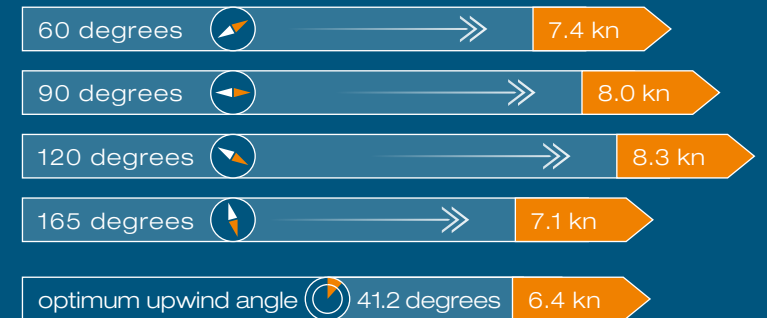 60 degrees 7.4 kn
90 degrees 8.0 kn
120 degrees 8.3 kn
165 degrees 7.1 kn
optimum upwind angle 41.2 degrees 6.4 kn